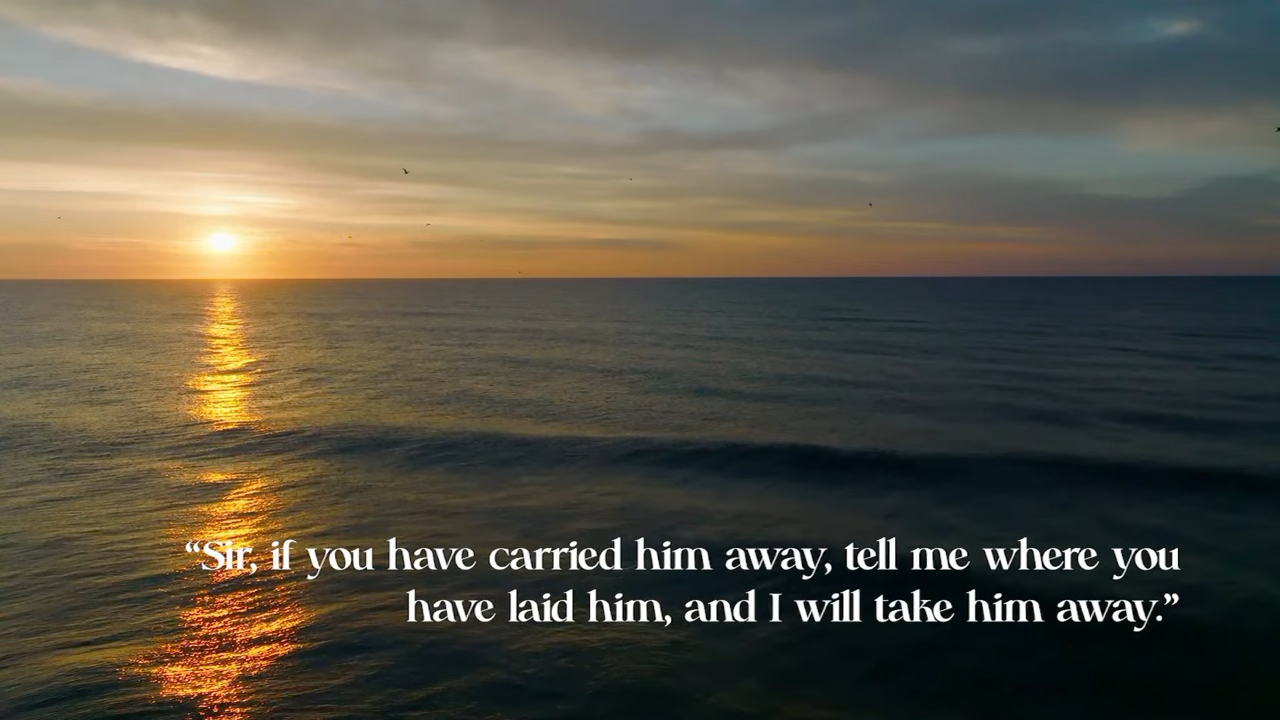 “Sir, if you have carried him away, tell me where you
have laid him, and I will take him away.”